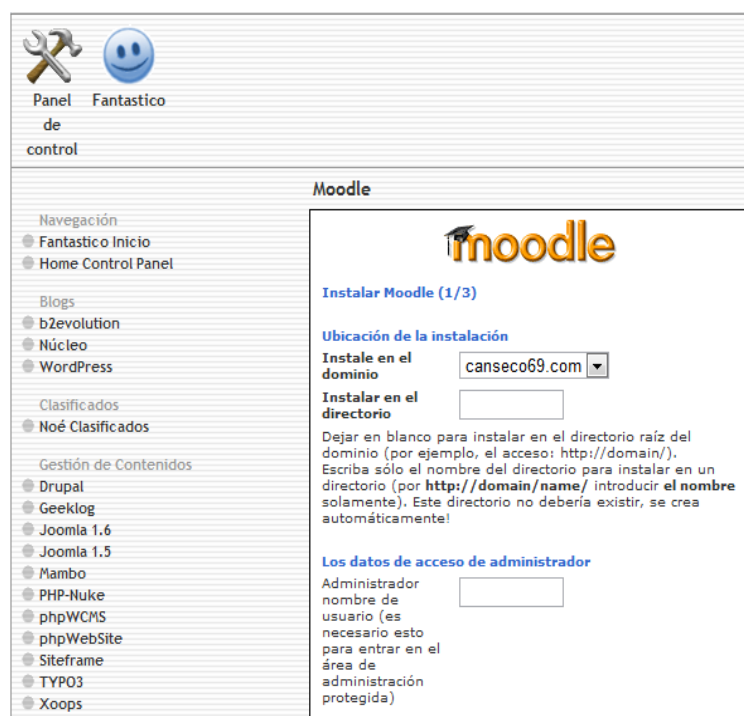 Panel
de
control
Fantastico
Moodle
Navegación
Fantastico Inicio
Home Control Panel
Blogs
b2evolution
Núcleo
WordPress
Clasificados
Noé Clasificados
Gestión de Contenidos
Drupal
Geeklog
Joomla 1.6
Joomla 1.5
Mambo
PHP-Nuke
phpWCMS
phpWebSite
Siteframe
TYPO3
Xoops
moodle
Instalar Moodle (1/3)
Ubicación de la instalación
Instale en el
dominio
canseco69.com
Instalar en el
directorio
Dejar en blanco para instalar en el directorio raíz del
dominio (por ejemplo, el acceso: http://domain/).
Escriba sólo el nombre del directorio para instalar en un
directorio (por http://domain/name/ introducir el nombre
solamente). Este directorio no debería existir, se crea
automáticamente!
Los datos de acceso de administrador
Administrador
nombre de
usuario (es
necesario esto
para entrar en el
área de
administración
protegida)